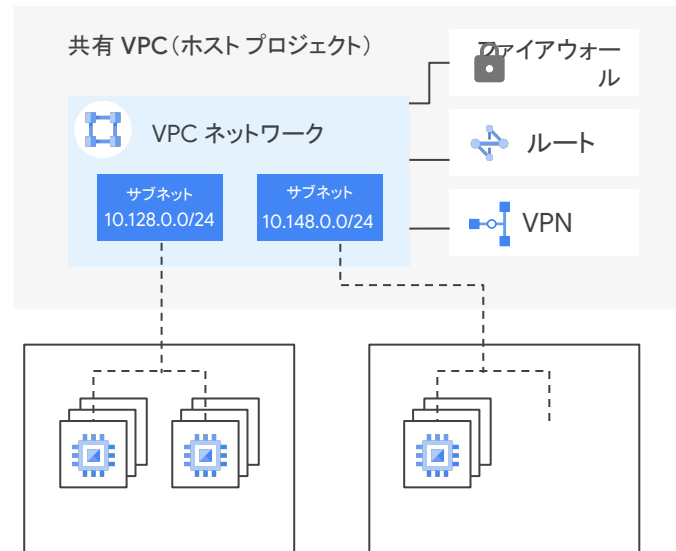 共有 VPC（ホスト プロジェクト）
ファイアウォー
ル
VPC ネットワーク
ルート
サブネット
10.128.0.0/24
サブネット
10.148.0.0/24
VPN